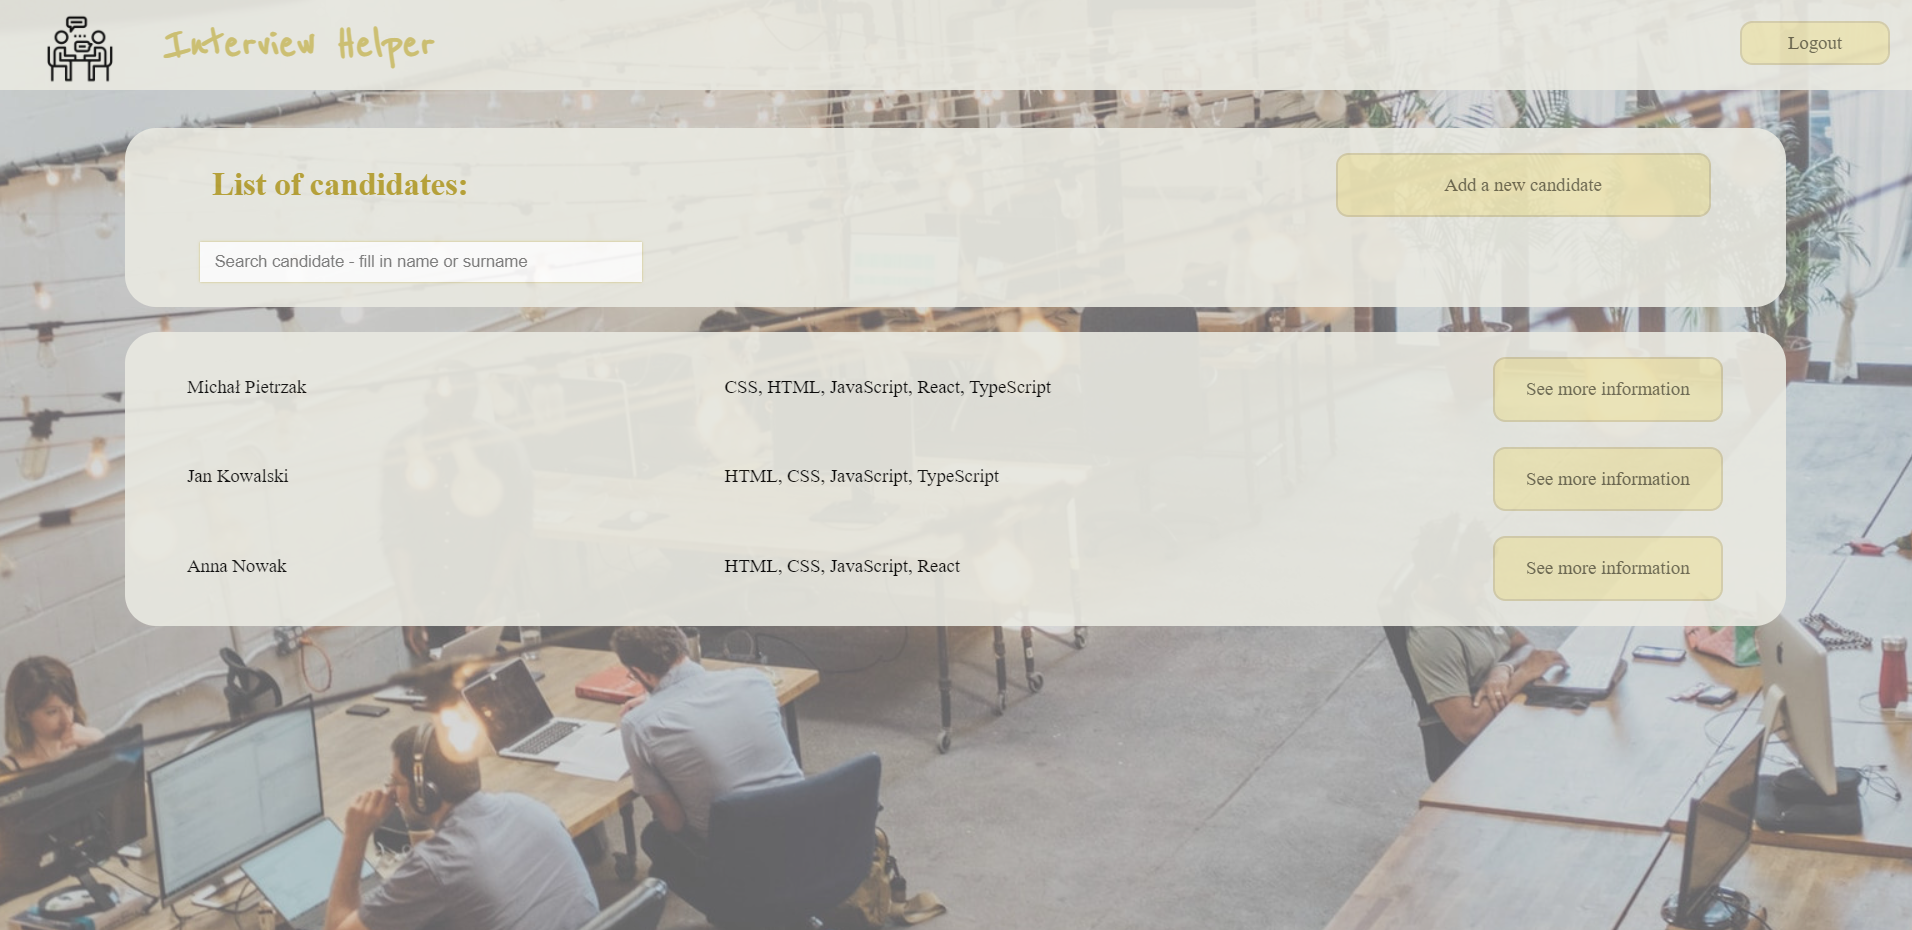 Interview Helper
Logout
List of candidates:
Add a new candidate
Search candidate - fill in name or surname
Michał Pietrzak
CSS, HTML, JavaScript, React, TypeScript
See more information
Jan Kowalski
HTML, CSS, JavaScript, TypeScript
See more information
Anna Nowak
HTML, CSS, JavaScript, React
See more information